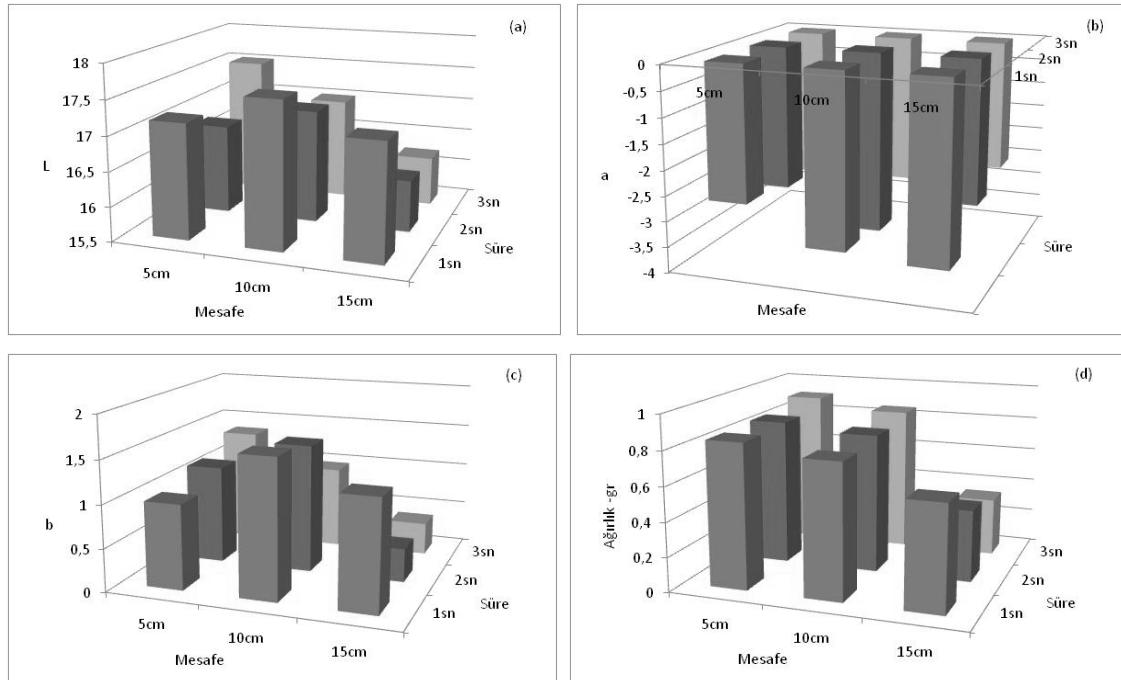 (a)
18
17,5
17
16,5
16
15,5
L
5cm
10cm
15cm
Mesafe
1sn
2sn
3sn
Süre
(b)
0
-0,5
-1
-1,5
-2
-2,5
-3
-3,5
-4
a
5cm
10cm
15cm
Mesafe
1sn
2sn
3sn
Süre
(c)
2
1,5
1
0,5
0
b
5cm
10cm
15cm
Mesafe
1sn
2sn
3sn
Süre
(d)
1
0,8
0,6
0,4
0,2
0
Ağırlık -gr
5cm
10cm
15cm
Mesafe
1sn
2sn
3sn
Süre